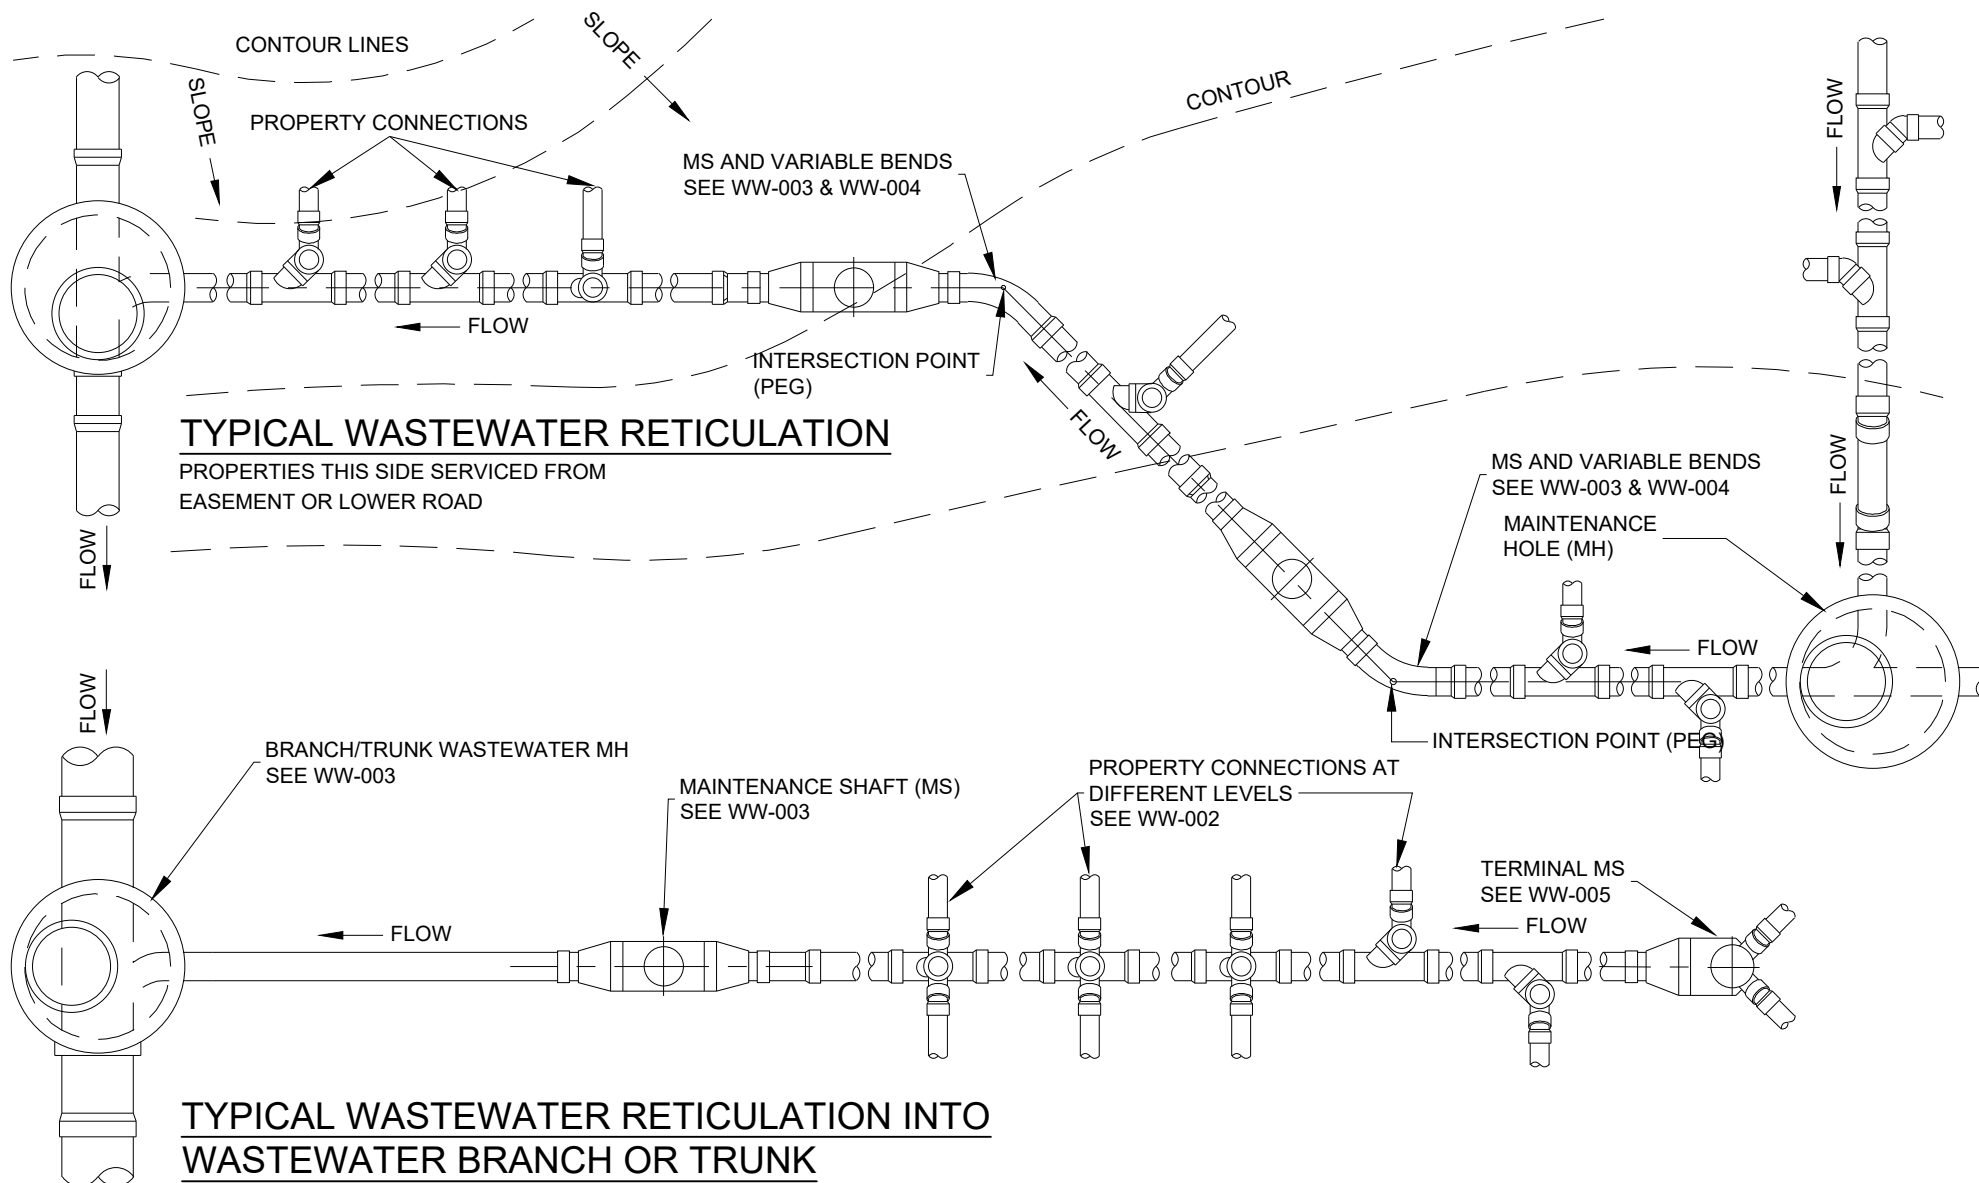 CONTOUR LINES
SLOPE
SLOPE
PROPERTY CONNECTIONS
CONTOUR
FLOW
MS AND VARIABLE BENDS
SEE WW-003 & WW-004
FLOW
INTERSECTION POINT
(PEG)
FLOW
TYPICAL WASTEWATER RETICULATION
PROPERTIES THIS SIDE SERVICED FROM
EASEMENT OR LOWER ROAD
FLOW
MS AND VARIABLE BENDS
SEE WW-003 & WW-004
MAINTENANCE
HOLE (MH)
FLOW
FLOW
FLOW
INTERSECTION POINT (PEG)
FLOW
BRANCH/TRUNK WASTEWATER MH
SEE WW-003
MAINTENANCE SHAFT (MS)
SEE WW-003
PROPERTY CONNECTIONS AT
DIFFERENT LEVELS
SEE WW-002
TERMINAL MS
SEE WW-005
FLOW
FLOW
TYPICAL WASTEWATER RETICULATION INTO
WASTEWATER BRANCH OR TRUNK